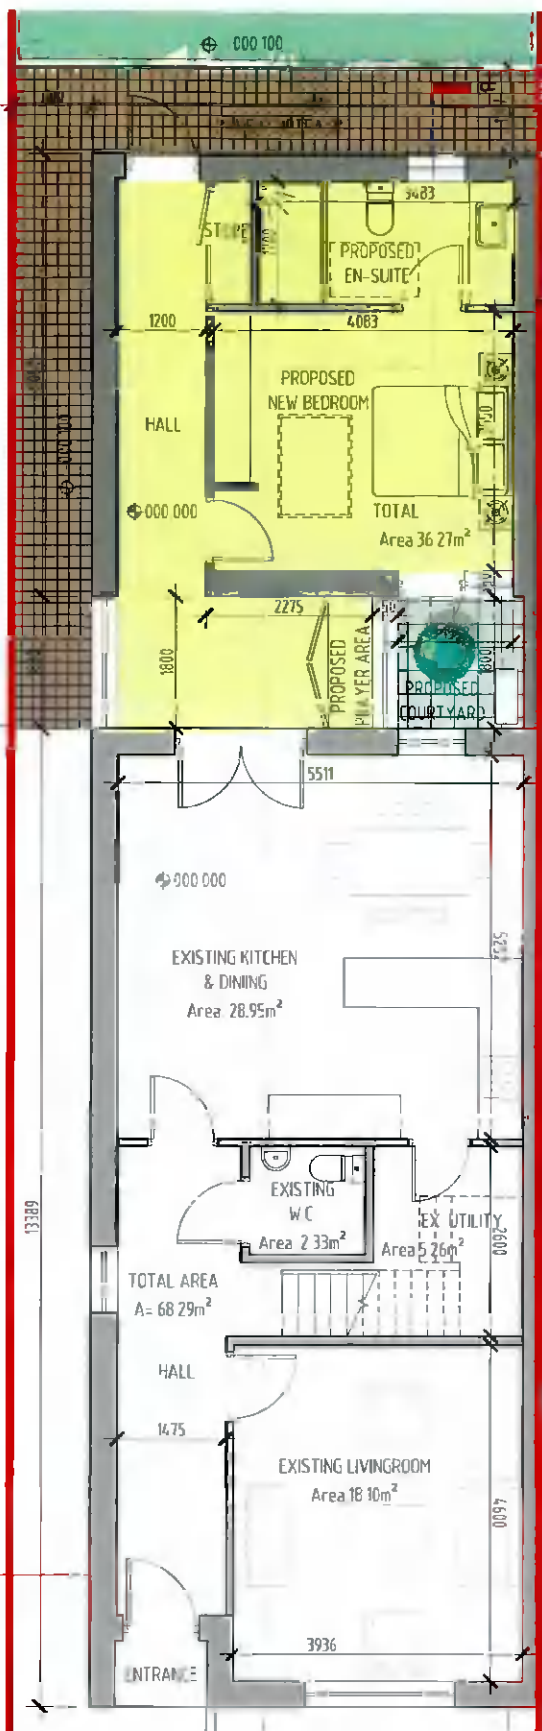 000 100
3483
STORE
1700
PROPOSED
EN-SUITE
1200
4083
PROPOSED
NEW BEDROOM
HALL
TOTAL
Area 36 27m²
000,000
2275
1800
PROPOSED
PRAYER AREA
PROPOSED
COURTYARD
5511
000 000
EXISTING KITCHEN
& DINING
Area 28.95m²
EXISTING
W C
Area 2 33m²
EX UTILITY
Area 5.26m²
2600
13389
TOTAL AREA
A= 68 29m²
HALL
1475
EXISTING LIVINGROOM
Area 18 10m²
4600
3936
ENTRANCE